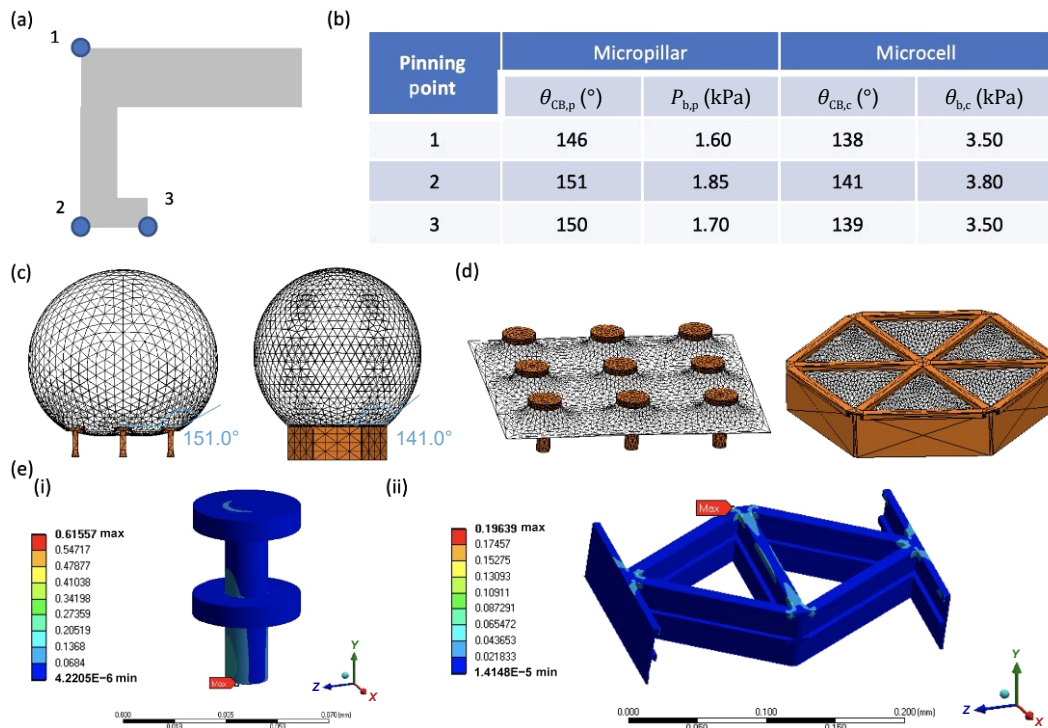 (a)
1
2
3
(b)
Pinning point Micropillar Microcell
θCB,p (°) Pb,p (kPa) θCB,c (°) θb,c (kPa)
1 146 1.60 138 3.50
2 151 1.85 141 3.80
3 150 1.70 139 3.50
(c)
151.0°
141.0°
(d)
(e)
(i)
0.61557 max
0.54717
0.47877
0.41038
0.34198
0.27359
0.20519
0.1368
0.0684
4.2205E−6 min
Max
Y
Z
X
0.000 0.035 0.070 (mm)
0.018 0.053
(ii)
0.19639 max
0.17457
0.15275
0.13093
0.10911
0.087291
0.065472
0.043653
0.021833
1.4148E−5 min
Max
Y
Z
X
0.000 0.100 0.200 (mm)
0.050 0.150